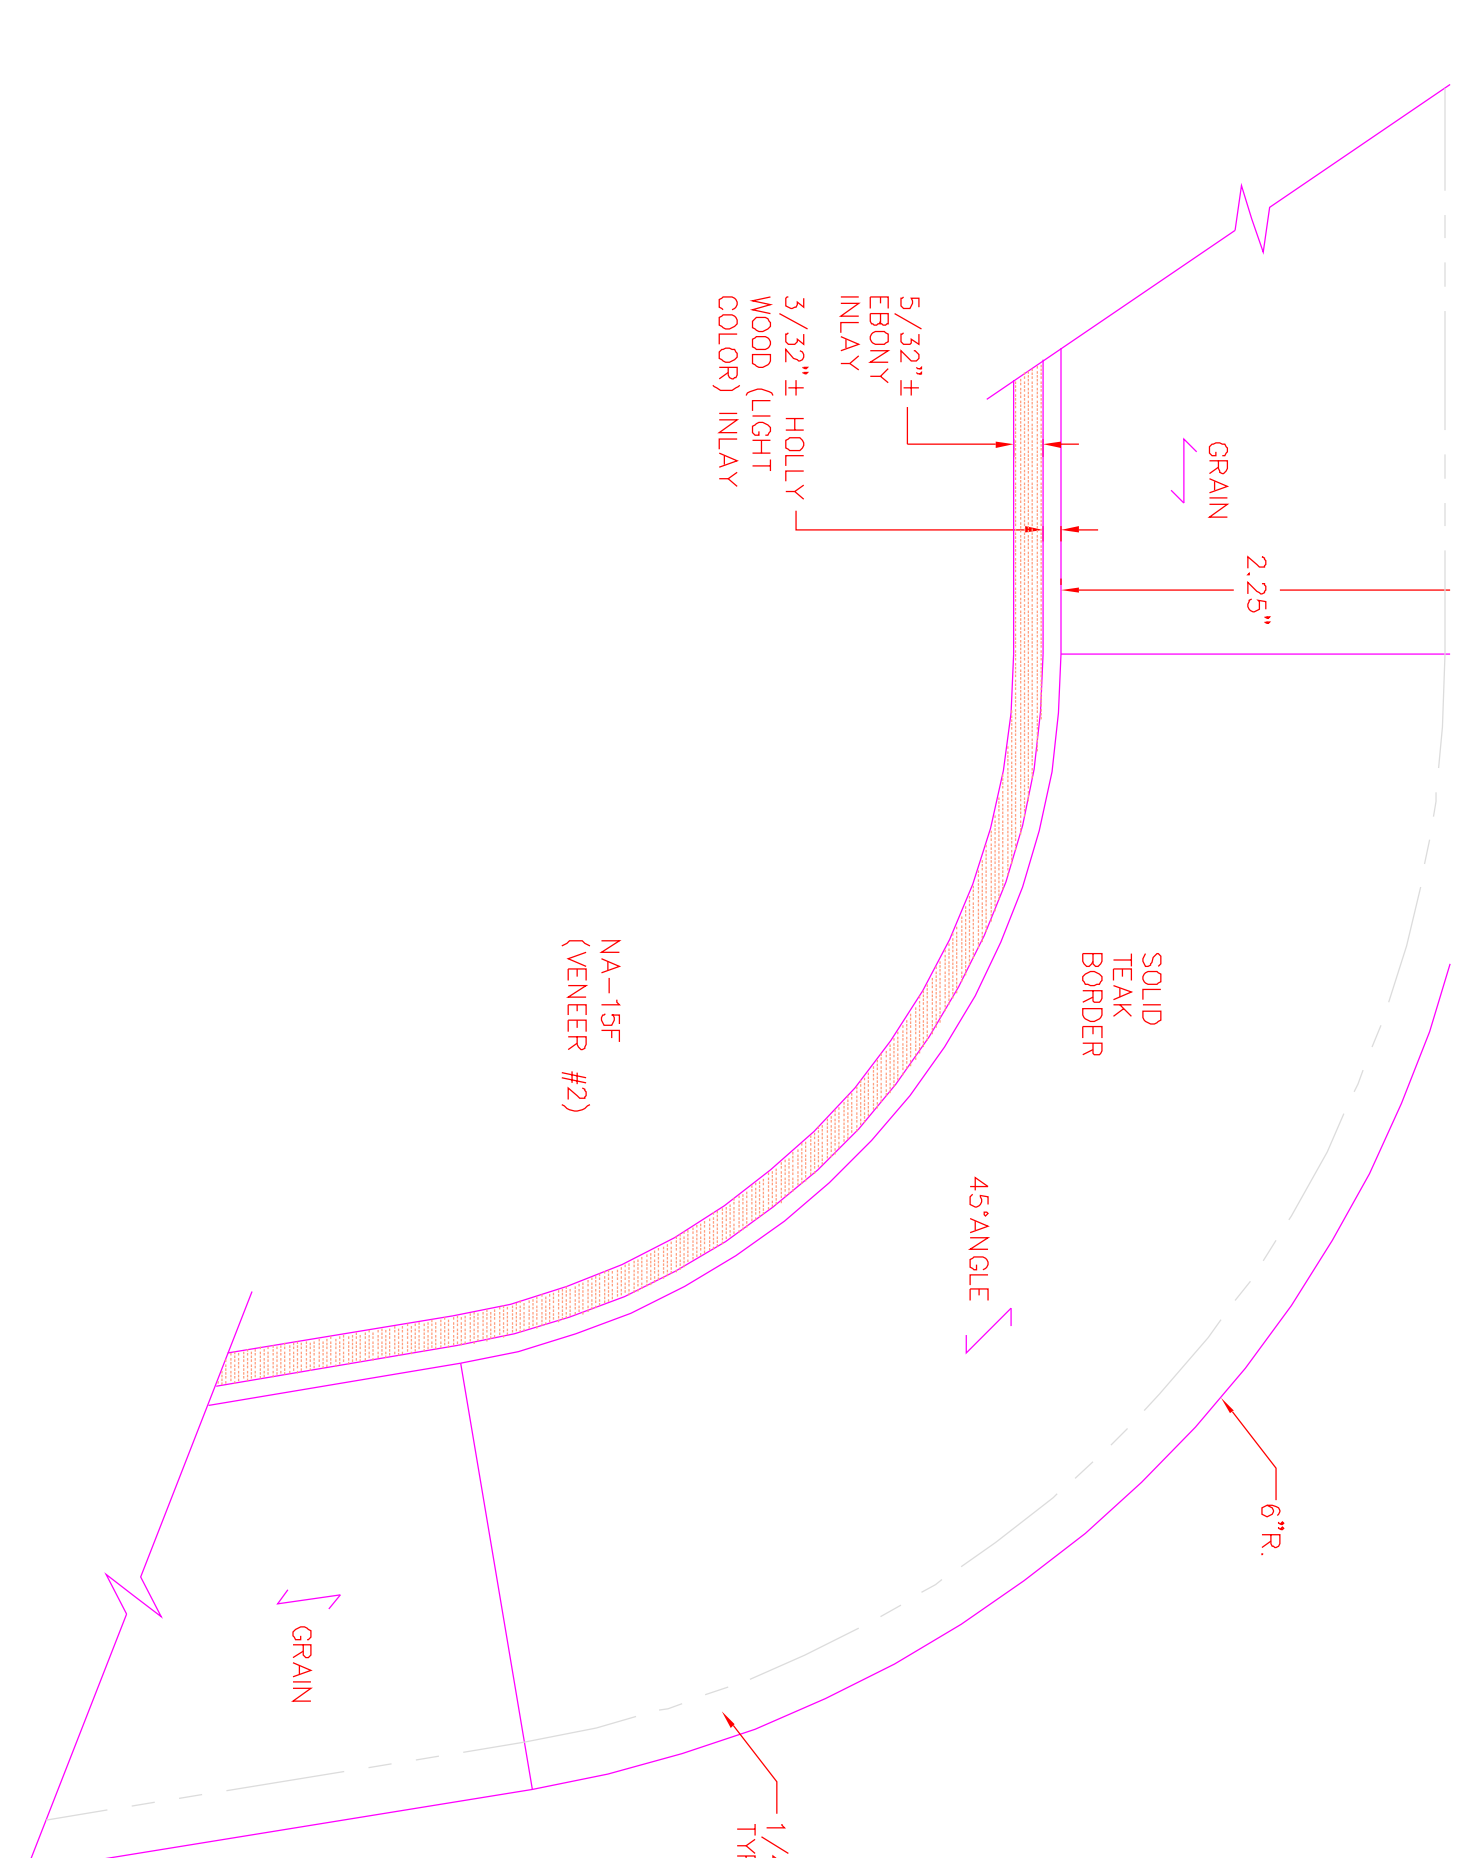 GRAIN
2.25"
5/32"±
EBONY
INLAY
3/32"± HOLLY
WOOD (LIGHT
COLOR) INLAY
SOLID
TEAK
BORDER
NA-15F
(VENEER #2)
45°ANGLE
6"R.
GRAIN